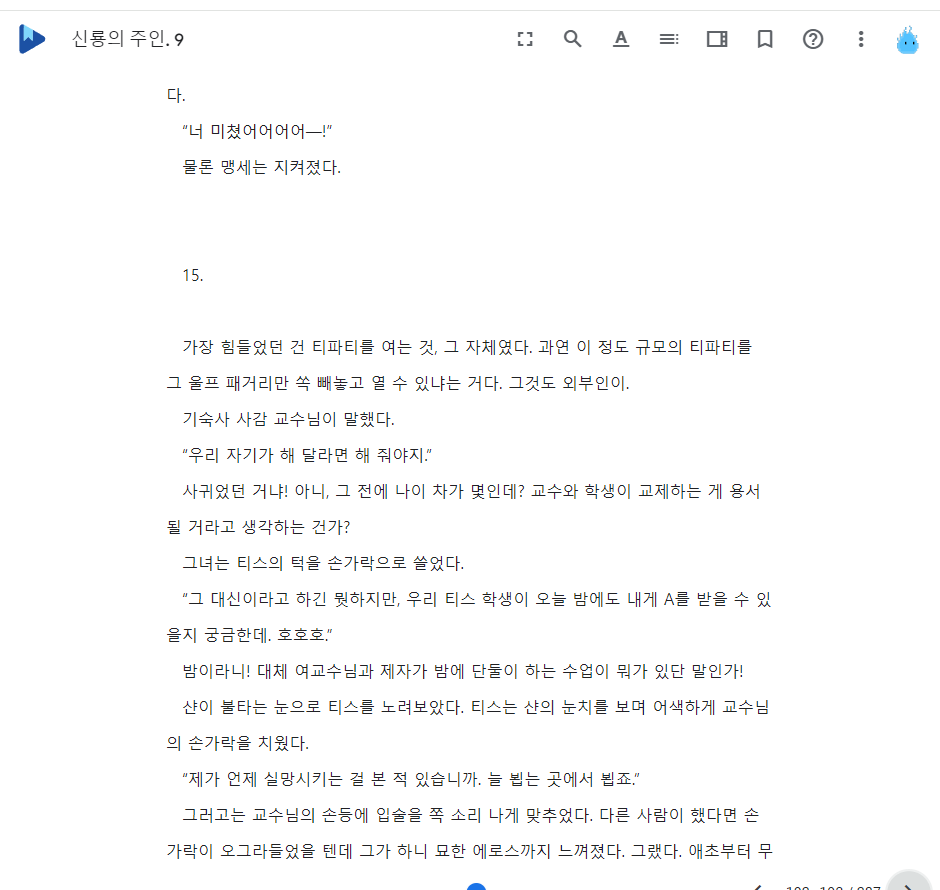 신룡의 주인. 9
다.
“너 미쳤어어어어—!”
물론 맹세는 지켜졌다.
15.
가장 힘들었던 건 티파티를 여는 것, 그 자체였다. 과연 이 정도 규모의 티파티를
그 울프 패거리만 쏙 빼놓고 열 수 있냐는 거다. 그것도 외부인이.
기숙사 사감 교수님이 말했다.
“우리 자기가 해 달라면 해 줘야지.”
사귀었던 거냐! 아니, 그 전에 나이 차가 몇인데? 교수와 학생이 교제하는 게 용서
될 거라고 생각하는 건가?
그녀는 티스의 턱을 손가락으로 쓸었다.
“그 대신이라고 하긴 뭣하지만, 우리 티스 학생이 오늘 밤에도 내게 A를 받을 수 있
을지 궁금한데. 호호호.”
밤이라니! 대체 여교수님과 제자가 밤에 단둘이 하는 수업이 뭐가 있단 말인가!
샨이 불타는 눈으로 티스를 노려보았다. 티스는 샨의 눈치를 보며 어색하게 교수님
의 손가락을 치웠다.
“제가 언제 실망시키는 걸 본 적 있습니까. 늘 뵙는 곳에서 뵙죠.”
그러고는 교수님의 손등에 입술을 쪽 소리 나게 맞추었다. 다른 사람이 했다면 손
가락이 오그라들었을 텐데 그가 하니 묘한 에로스까지 느껴졌다. 그랬다. 애초부터 무